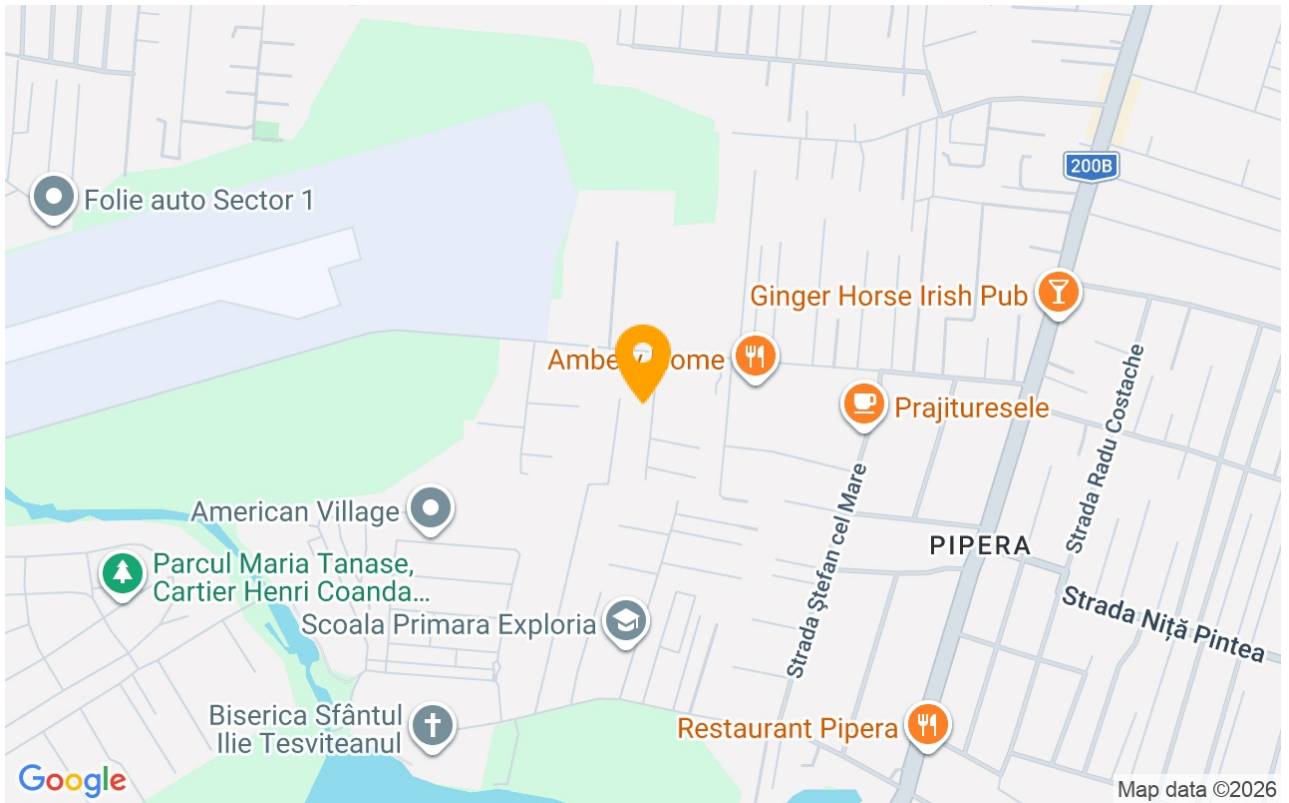 200B
Folie auto Sector 1
Ginger Horse Irish Pub
Prajituresele
Strada Radu Costache
American Village
Strada Ștefan cel Mare
PIPERA
Parcul Maria Tanase,
Cartier Henri Coanda...
Scoala Primara Exploria
Strada Niță Pintea
Biserica Sfântul
Ilie Tesviteanul
Restaurant Pipera
Google
Map data ©2026